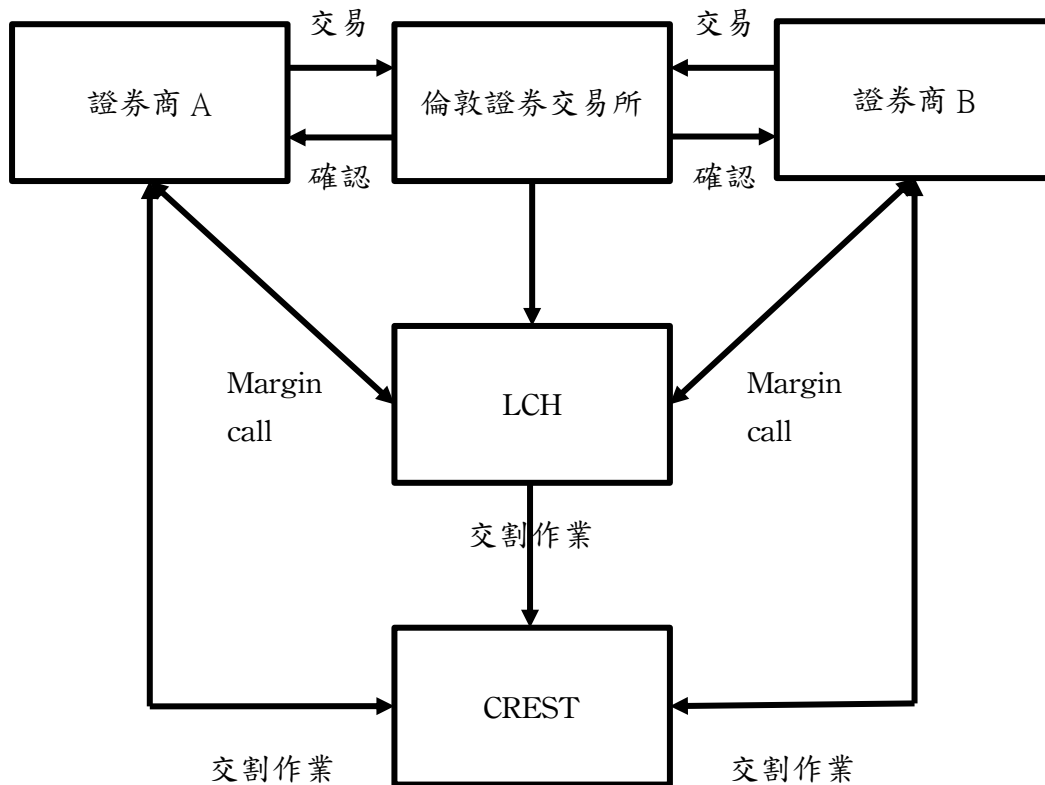 交易
交易
證券商 A
倫敦證券交易所
證券商 B
確認
確認
Margin
call
LCH
Margin
call
交割作業
CREST
交割作業
交割作業